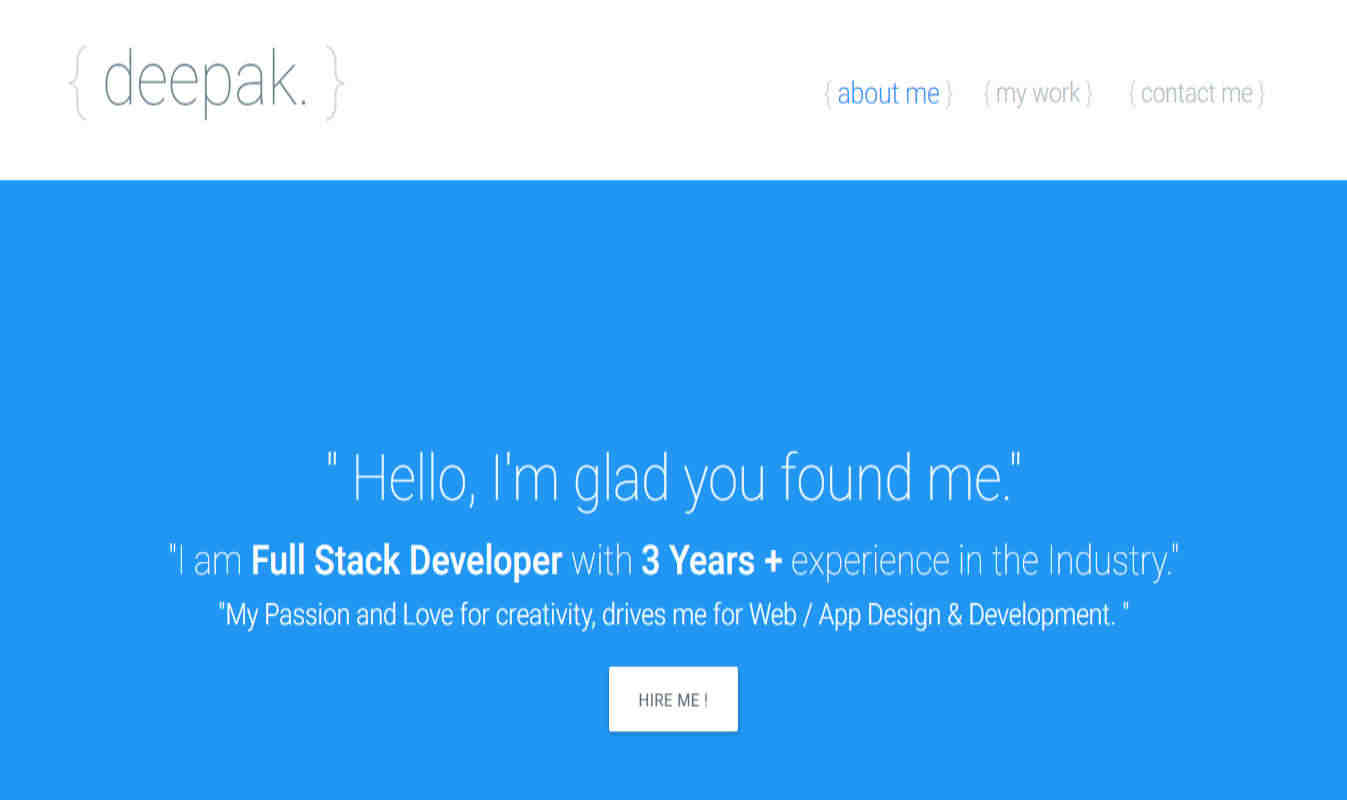 { deepak. }
{ about me } { my work } { contact me }
" Hello, I'm glad you found me."
"I am Full Stack Developer with 3 Years + experience in the Industry."
"My Passion and Love for creativity, drives me for Web / App Design & Development. "
HIRE ME !